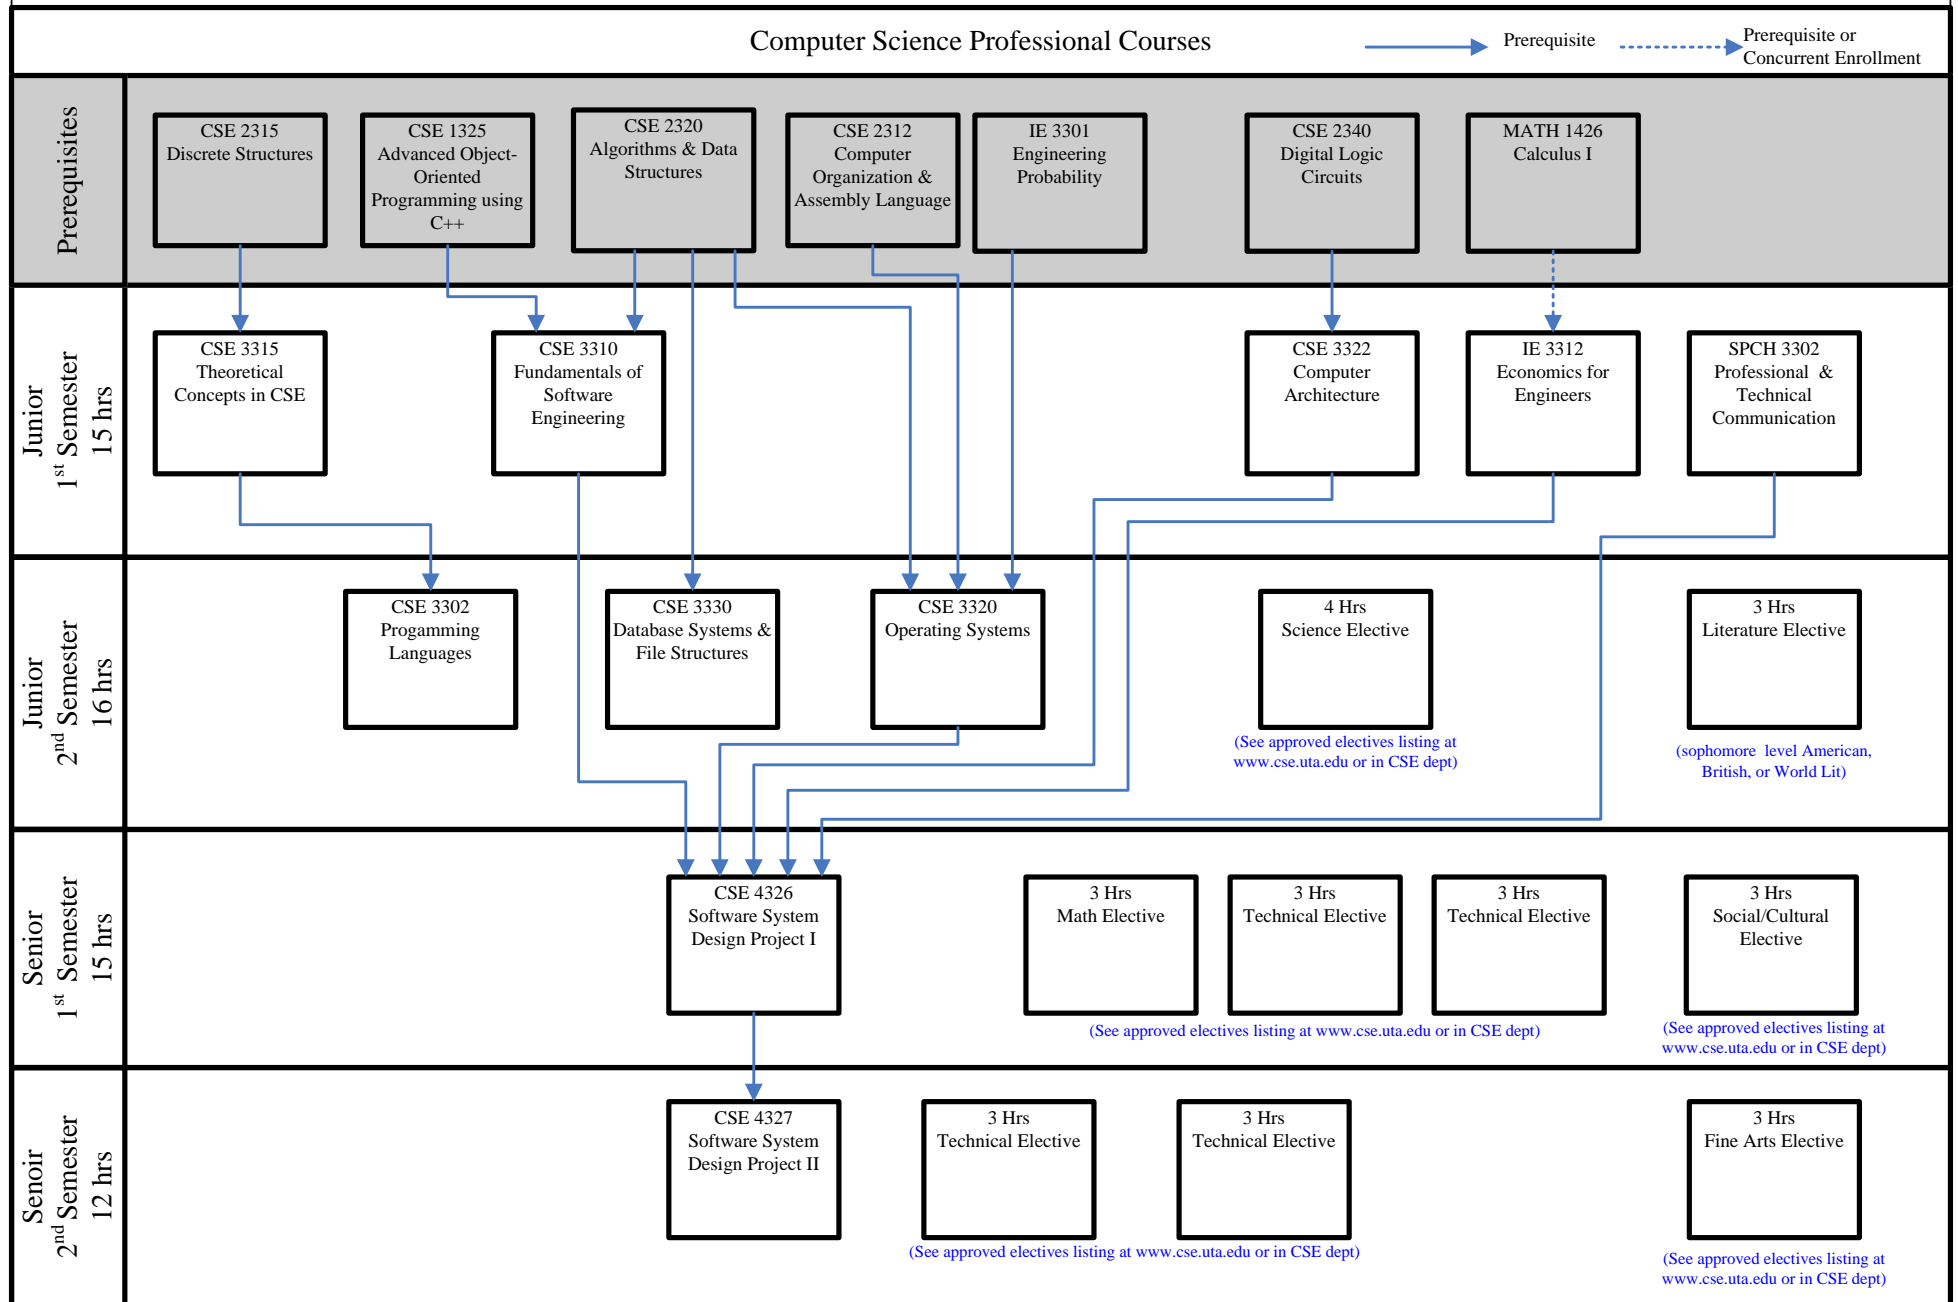 Computer Science Professional Courses
Prerequisite
Prerequisite or
Concurrent Enrollment
Prerequisites
CSE 2315
Discrete Structures
CSE 1325
Advanced Object-
Oriented
Programming using
C++
CSE 2320
Algorithms & Data
Structures
CSE 2312
Computer
Organization &
Assembly Language
IE 3301
Engineering
Probability
CSE 2340
Digital Logic
Circuits
MATH 1426
Calculus I
Junior
1st Semester
15 hrs
CSE 3315
Theoretical
Concepts in CSE
CSE 3310
Fundamentals of
Software
Engineering
CSE 3322
Computer
Architecture
IE 3312
Economics for
Engineers
SPCH 3302
Professional &
Technical
Communication
Junior
2nd Semester
16 hrs
CSE 3302
Progamming
Languages
CSE 3330
Database Systems &
File Structures
CSE 3320
Operating Systems
4 Hrs
Science Elective
(See approved electives listing at
www.cse.uta.edu or in CSE dept)
3 Hrs
Literature Elective
(sophomore level American,
British, or World Lit)
Senior
1st Semester
15 hrs
CSE 4326
Software System
Design Project I
3 Hrs
Math Elective
3 Hrs
Technical Elective
3 Hrs
Technical Elective
(See approved electives listing at www.cse.uta.edu or in CSE dept)
3 Hrs
Social/Cultural
Elective
(See approved electives listing at
www.cse.uta.edu or in CSE dept)
Senoir
2nd Semester
12 hrs
CSE 4327
Software System
Design Project II
3 Hrs
Technical Elective
3 Hrs
Technical Elective
(See approved electives listing at www.cse.uta.edu or in CSE dept)
3 Hrs
Fine Arts Elective
(See approved electives listing at
www.cse.uta.edu or in CSE dept)